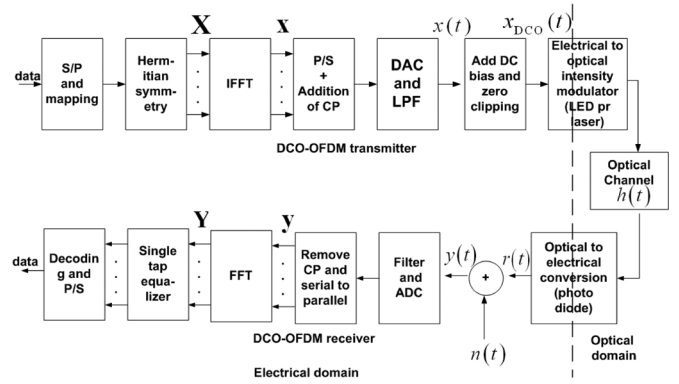 X
x
x(t)
x_DCO(t)
data
S/P
and
mapping
Herm-
itian
symm-
etry
IFFT
P/S
+
Addition
of CP
DAC
and
LPF
Add DC
bias and
zero
clipping
Electrical to
optical
intensity
modulator
(LED pr
laser)
DCO-OFDM transmitter
Optical
Channel
h(t)
Y
y
data
Decodin
g and
P/S
Single
tap
equa-
lizer
FFT
Remove
CP and
serial to
parallel
Filter
and
ADC
y(t)
+
r(t)
Optical to
electrical
conversion
(photo
diode)
DCO-OFDM receiver
n(t)
Optical
domain
Electrical domain